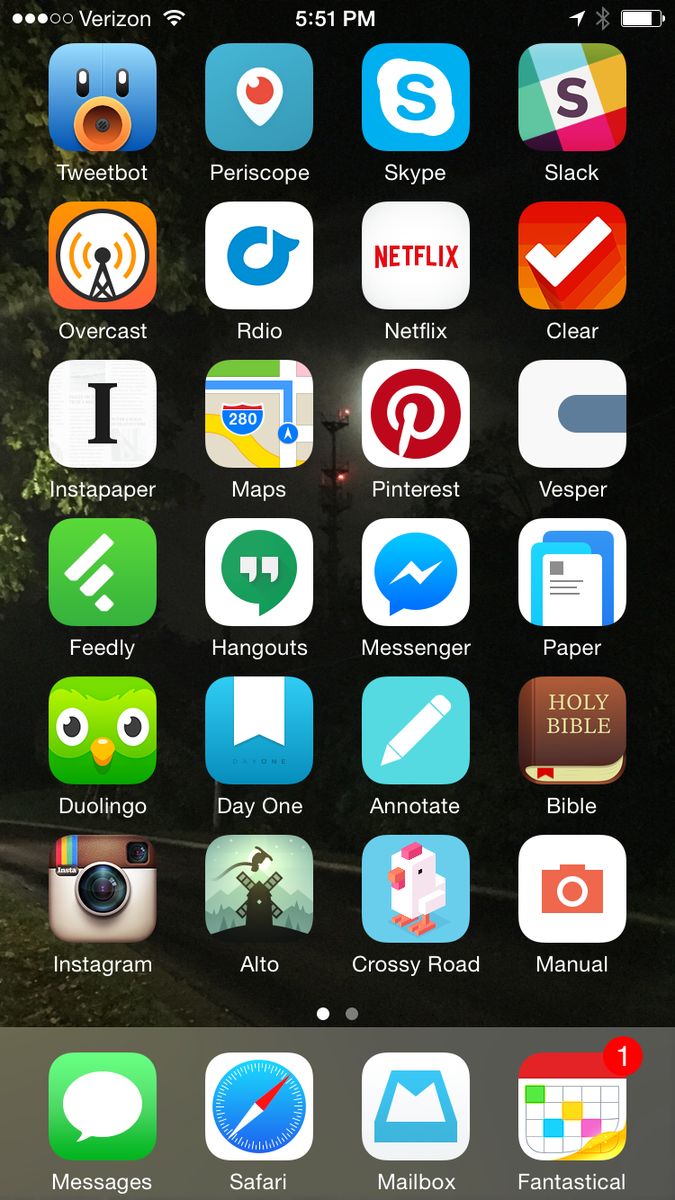 Verizon 5:51 PM
Tweetbot Periscope Skype Slack
NETFLIX
Overcast Rdio Netflix Clear
I 280
Instapaper Maps Pinterest Vesper
Feedly Hangouts Messenger Paper
HOLY
BIBLE
DAYONE
Duolingo Day One Annotate Bible
Insta
Instagram Alto Crossy Road Manual
1
Messages Safari Mailbox Fantastical